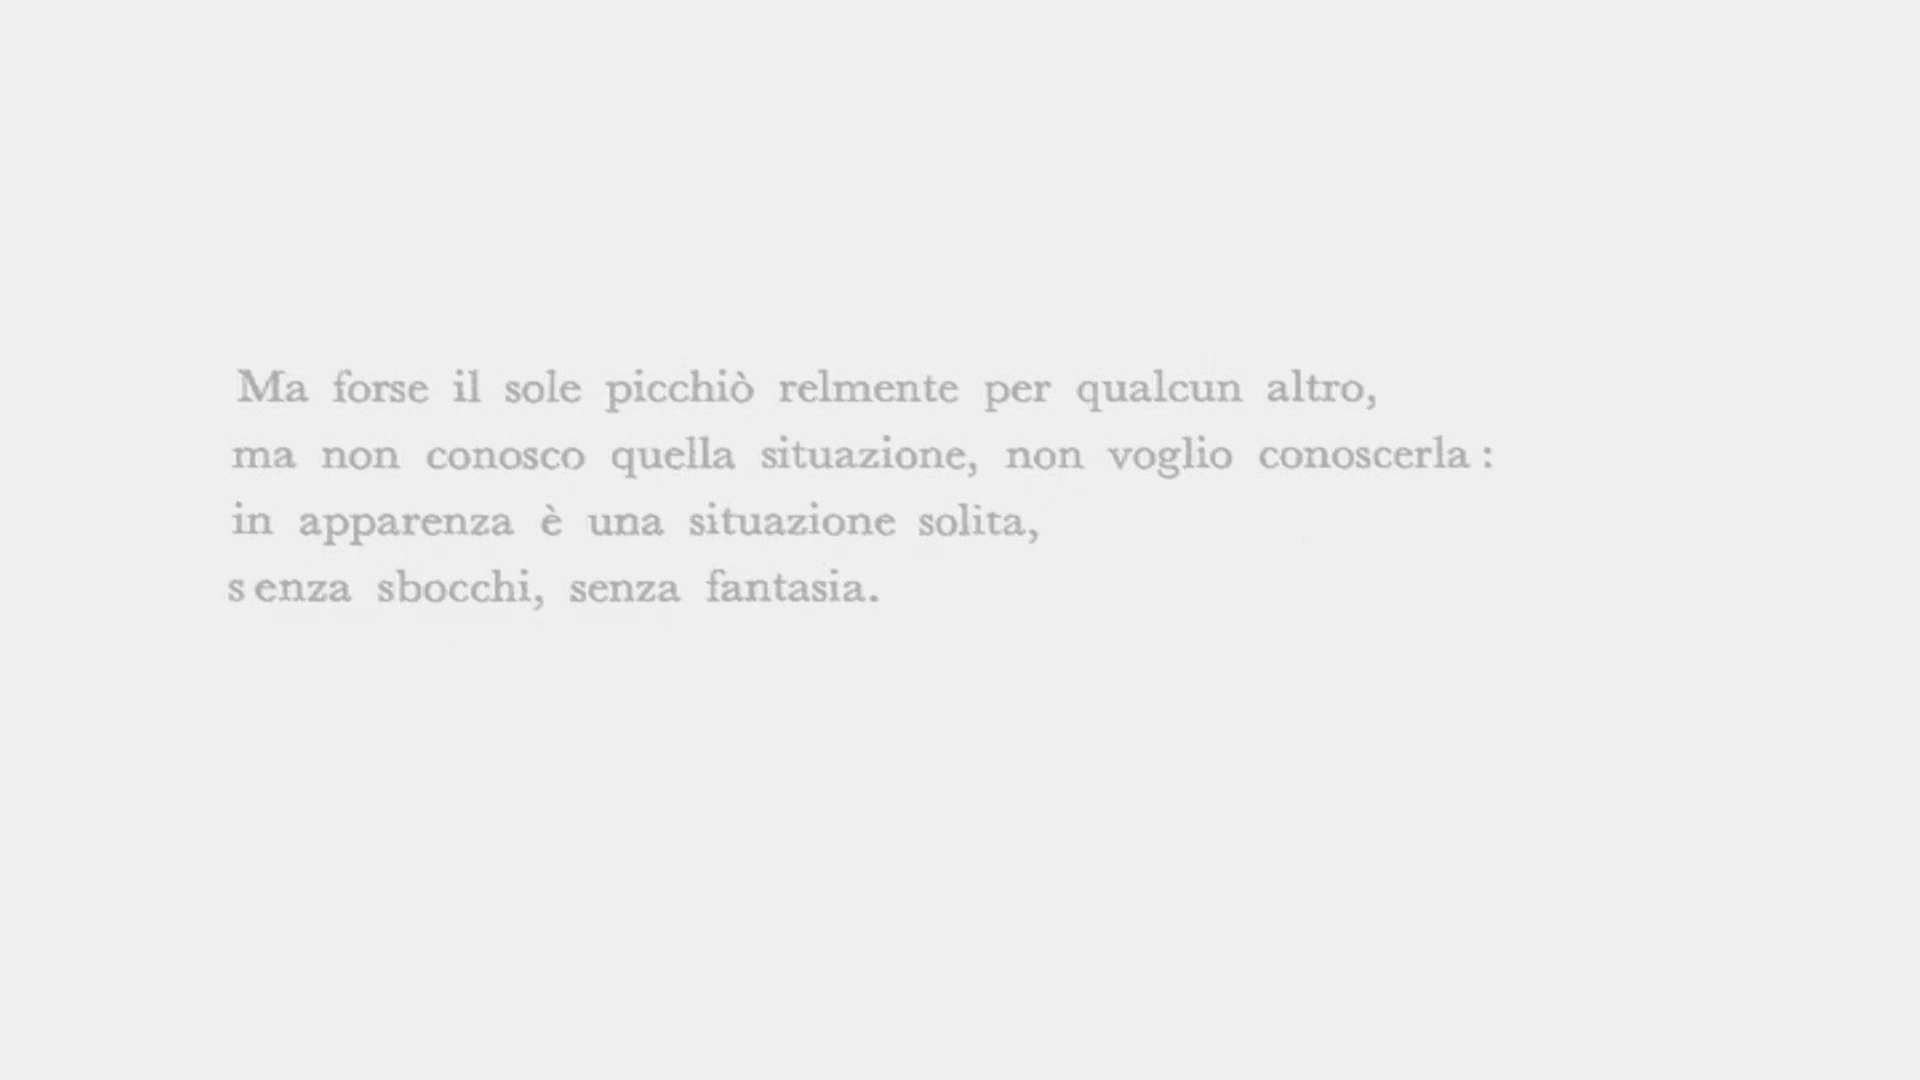 Ma forse il sole picchiò relmente per qualcun altro,
ma non conosco quella situazione, non voglio conoscerla :
in apparenza è una situazione solita,
s enza sbocchi, senza fantasia.